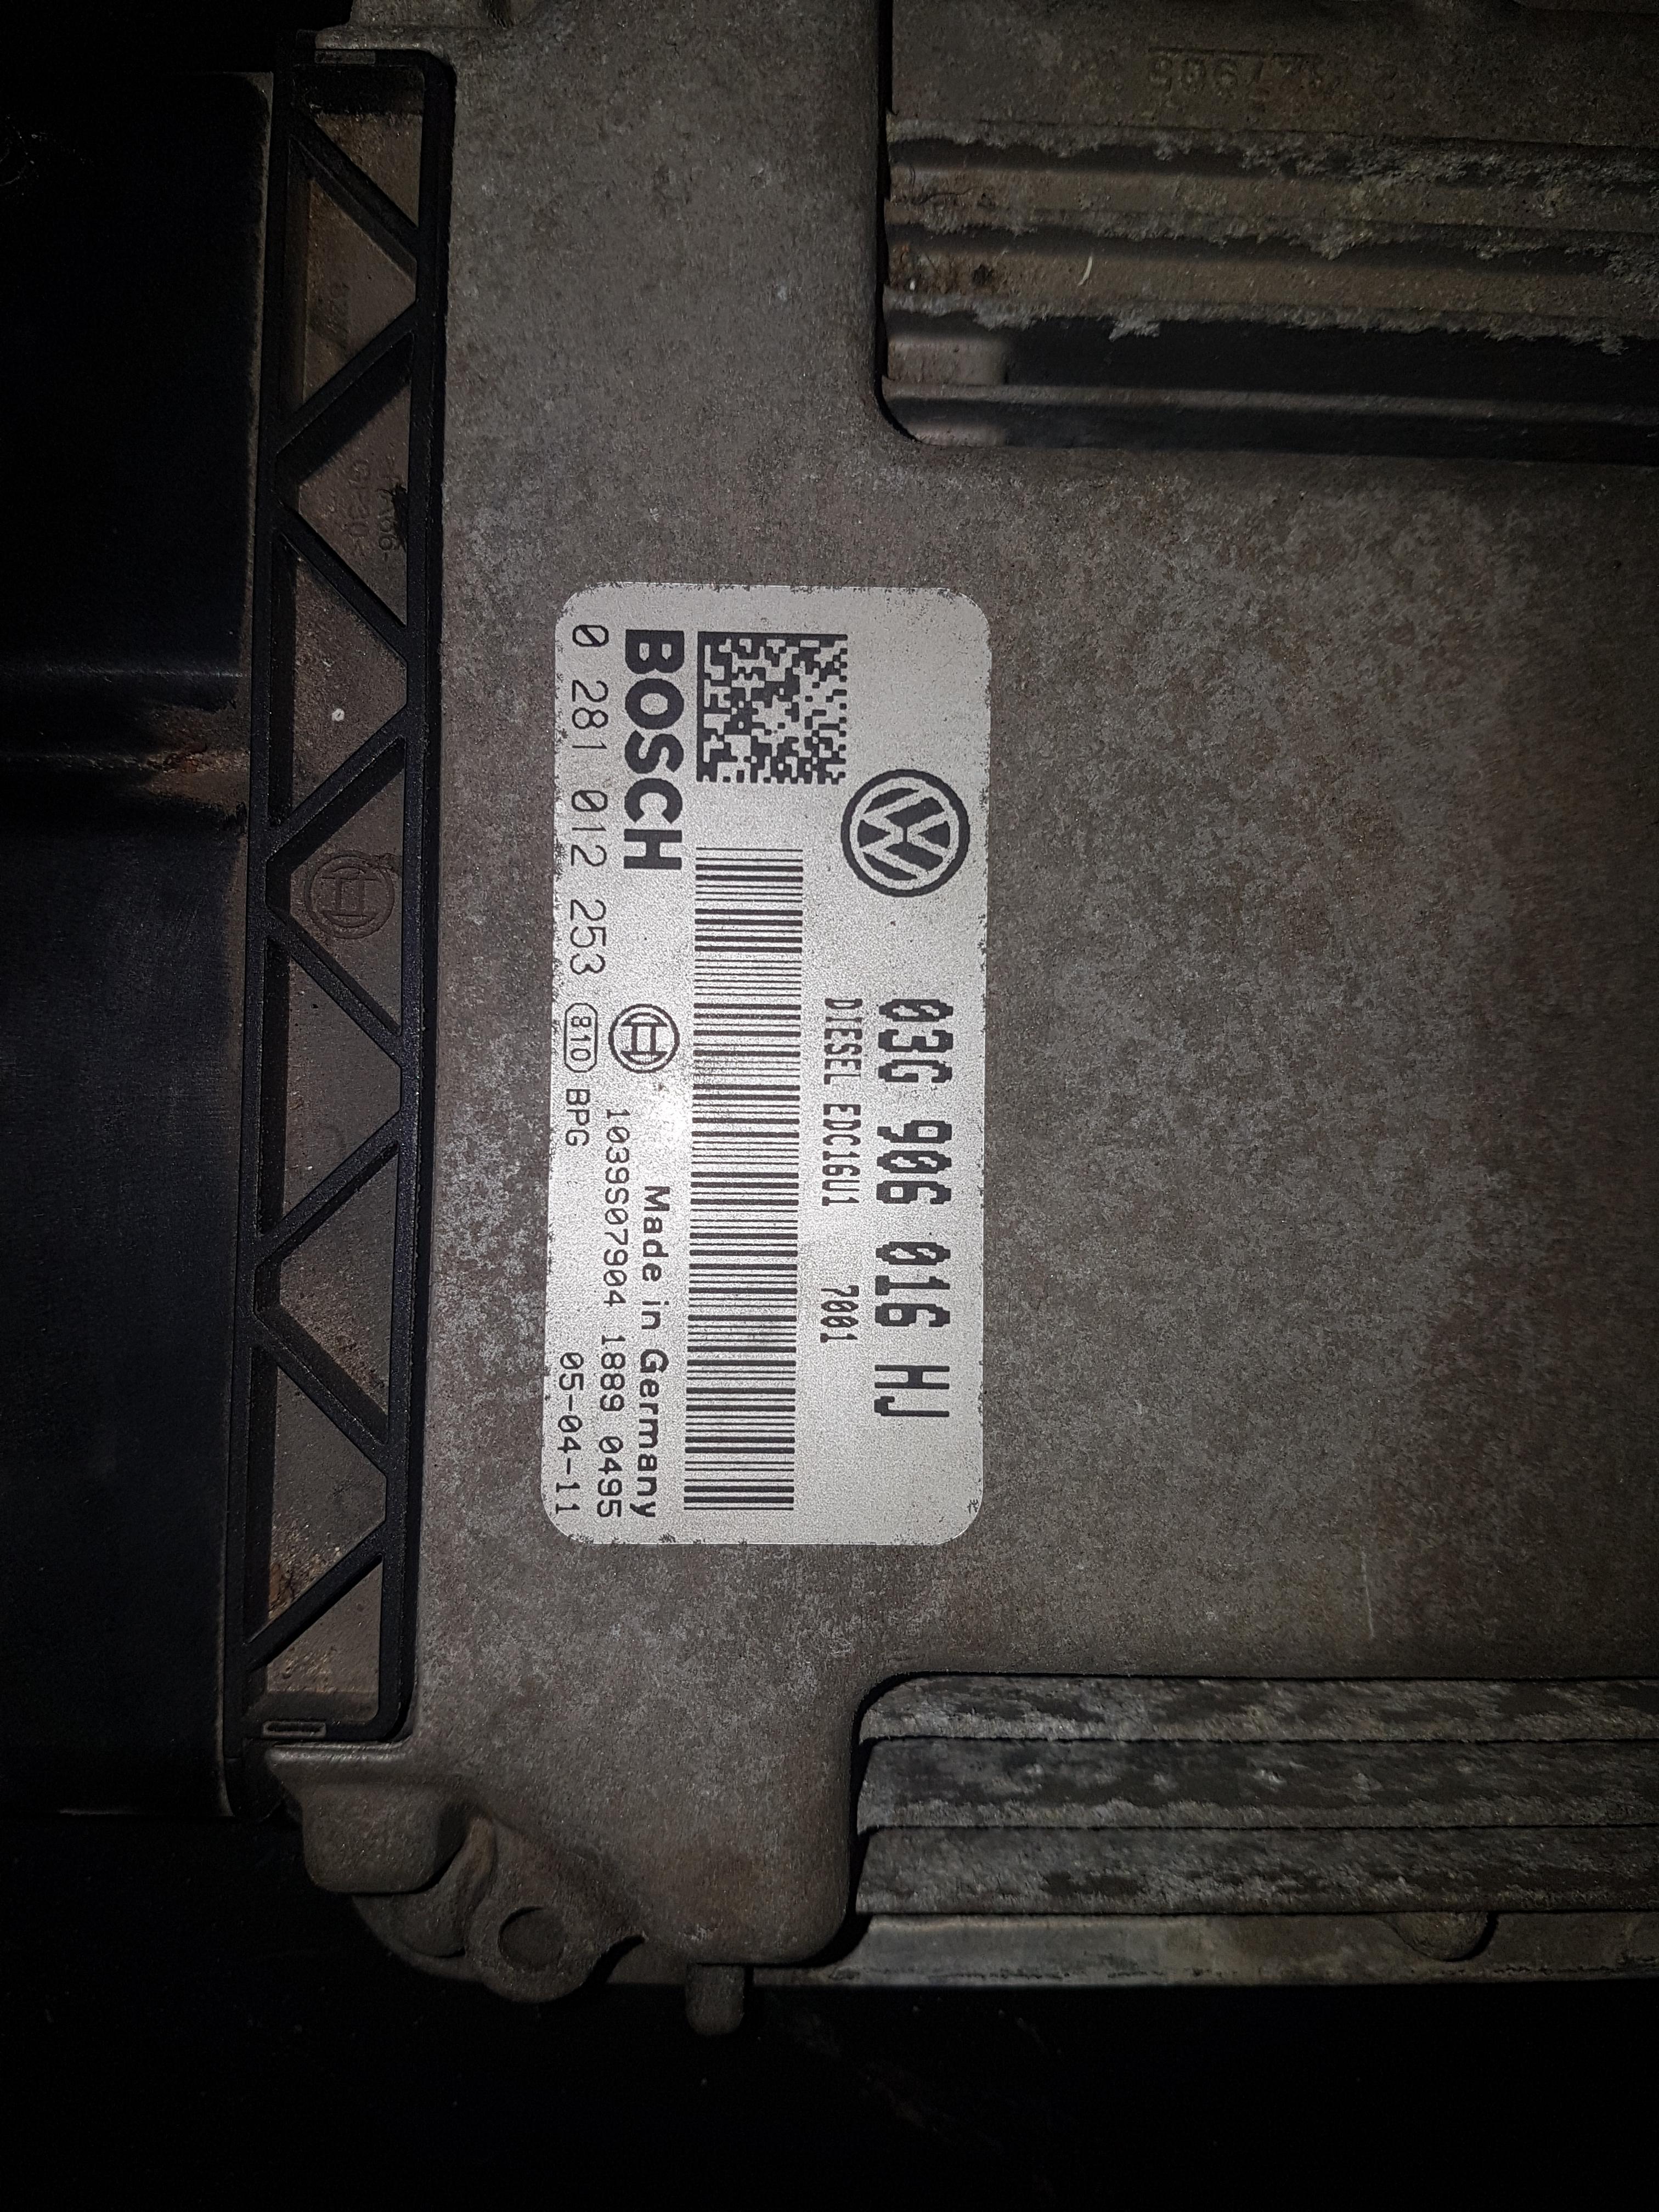 03G 906 016 HJ
DIESEL EDC16U1 7001
BOSCH
Made in Germany
0 281 012 253
1039S07904 1889 0495
810 BPG
05-04-11